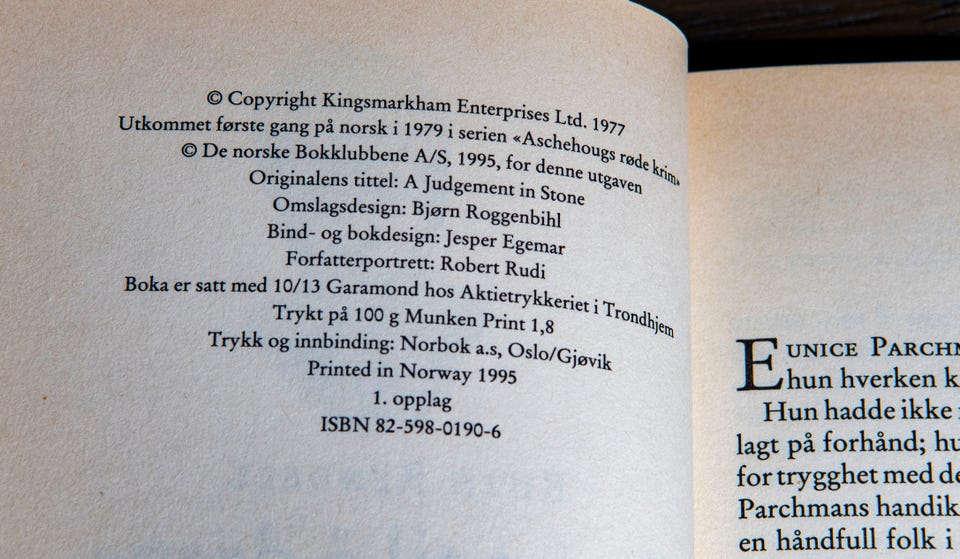 © Copyright Kingsmarkham Enterprises Ltd. 1977
Utkommet første gang på norsk i 1979 i serien «Aschehougs røde krim»
© De norske Bokklubbene A/S, 1995, for denne utgaven
Originalens tittel: A Judgement in Stone
Omslagsdesign: Bjørn Roggenbihl
Bind- og bokdesign: Jesper Egemar
Forfatterportrett: Robert Rudi
Boka er satt med 10/13 Garamond hos Aktietrykkeriet i Trondhjem
Trykt på 100 g Munken Print 1,8
Trykk og innbinding: Norbok a.s, Oslo/Gjøvik
Printed in Norway 1995
1. opplag
ISBN 82-598-0190-6
EUNICE PARCHM
hun hverken k
Hun hadde ikke
lagt på forhånd; hu
for trygghet med de
Parchmans handik
en håndfull folk i